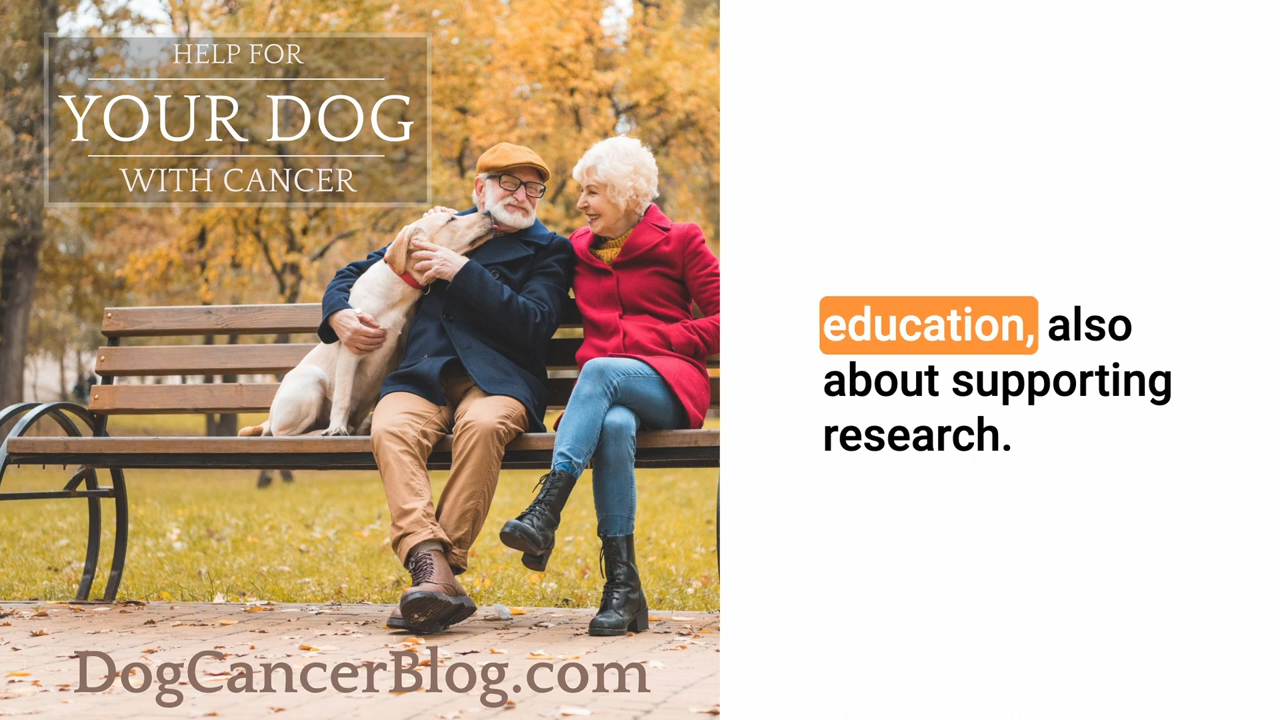 HELP FOR
YOUR DOG
WITH CANCER
education, also
about supporting
research.
DogCancerBlog.com